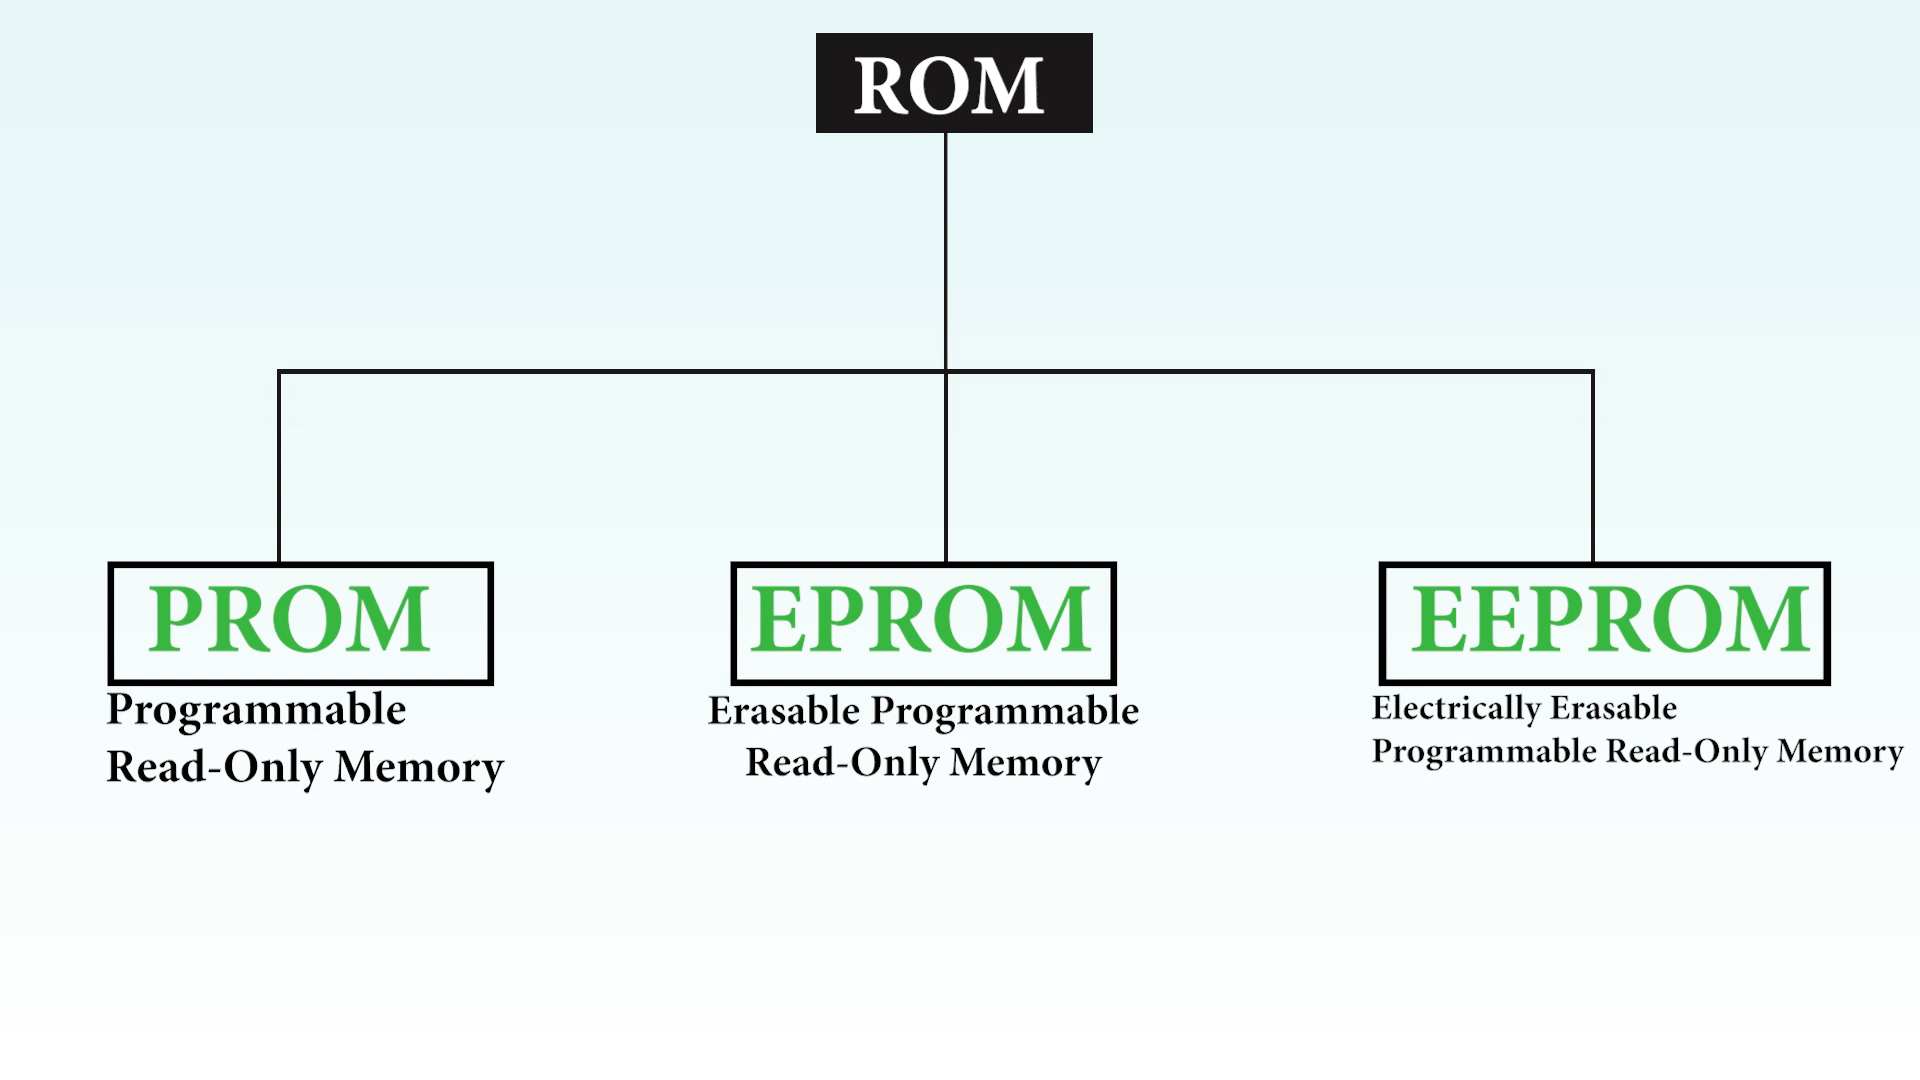 ROM
PROM
Programmable
Read-Only Memory
EPROM
Erasable Programmable
Read-Only Memory
EEPROM
Electrically Erasable
Programmable Read-Only Memory